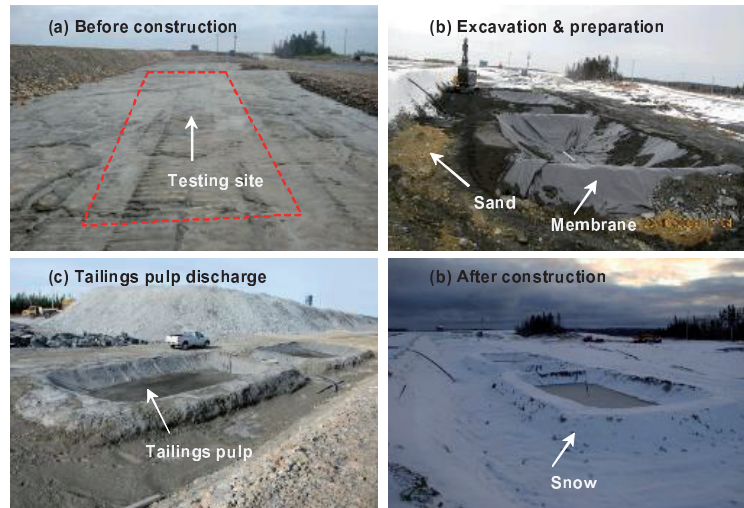 (a) Before construction
Testing site
(b) Excavation & preparation
Sand
Membrane
(c) Tailings pulp discharge
Tailings pulp
(b) After construction
Snow